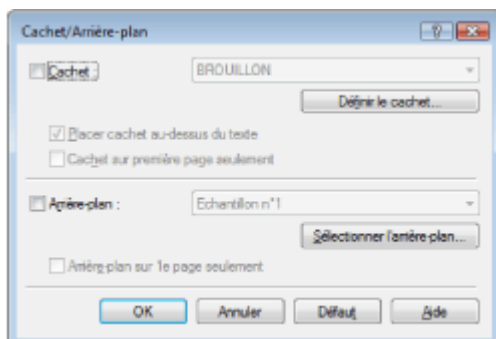 Cachet/Arrière-plan
Cachet : BROUILLON
Définir le cachet...
Placer cachet au-dessus du texte
Cachet sur première page seulement
Arrière-plan : Echantillon n°1
Sélectionner l'arrière-plan...
Arrière-plan sur 1e page seulement
OK Annuler Défaut Aide